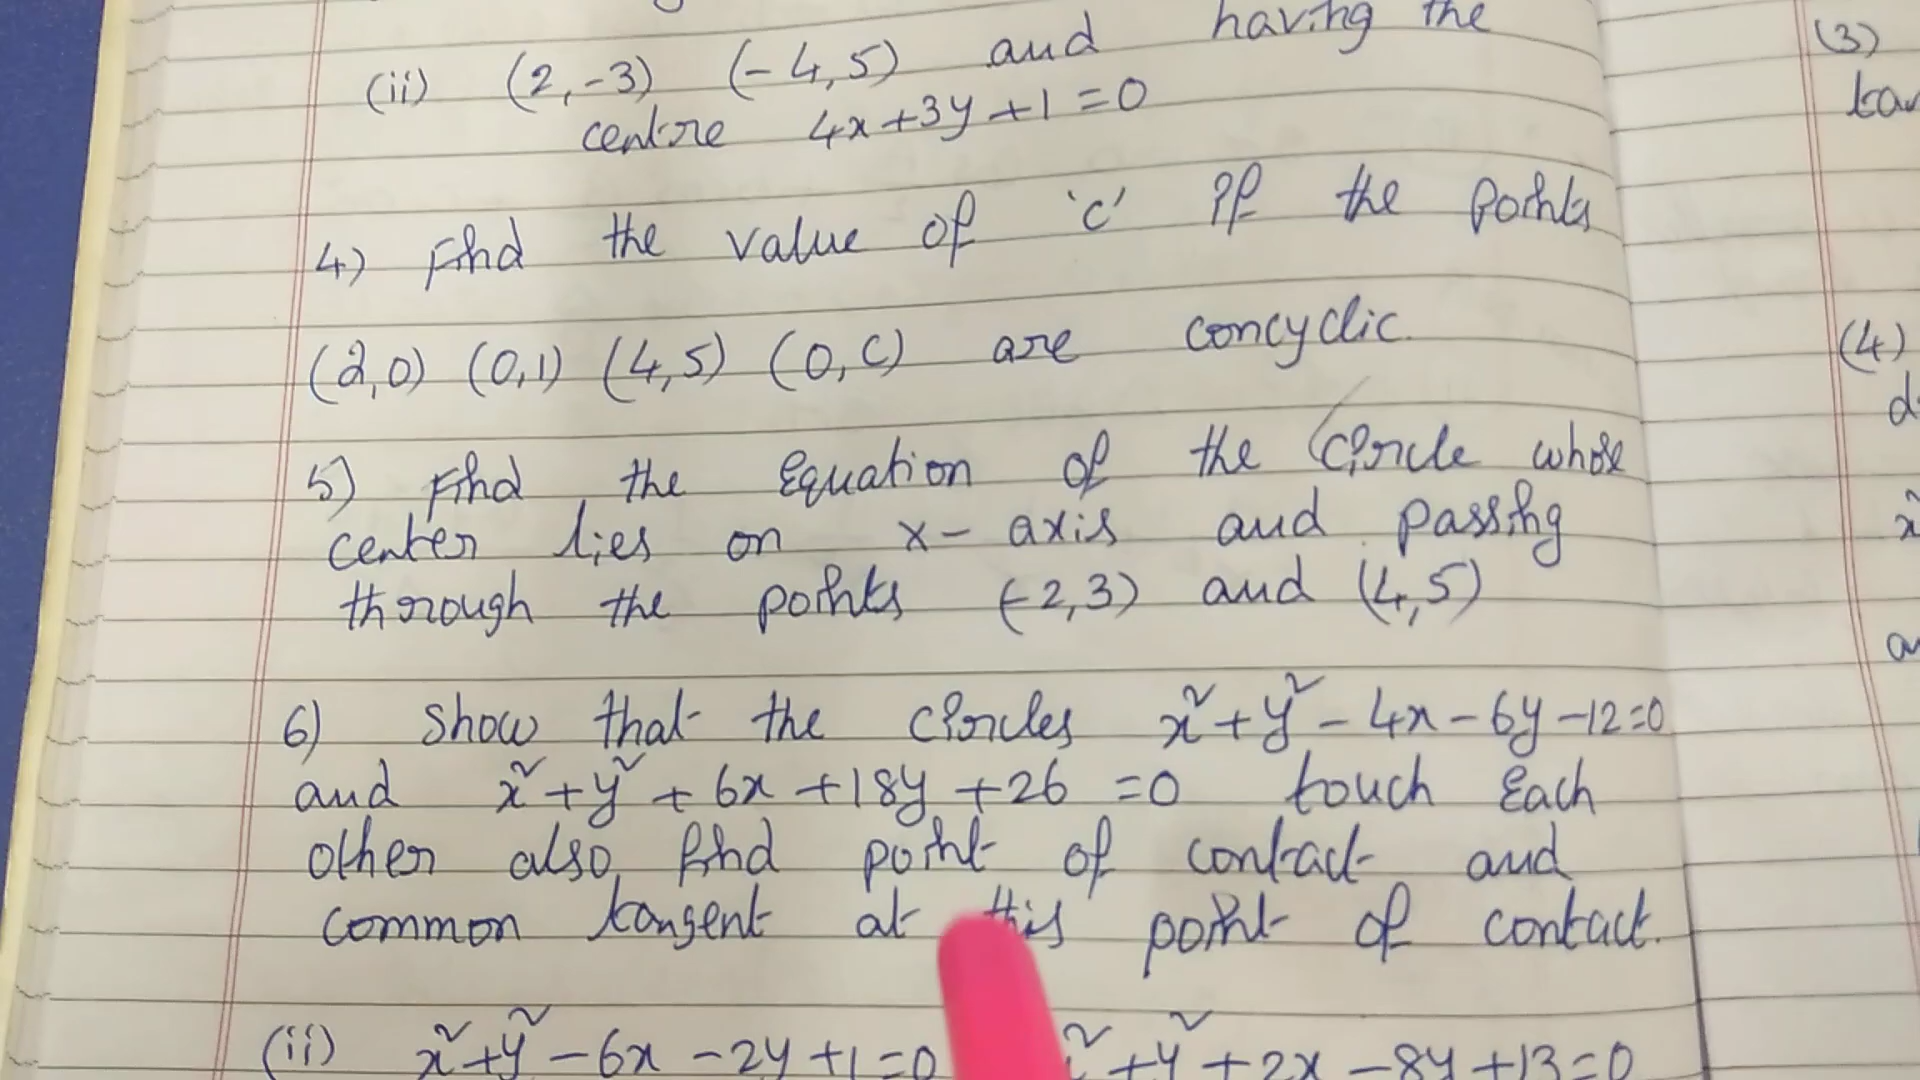 (ii) (2,-3) (-4,5) and having the
centre 4x+3y+1=0
4) Find the value of 'c' if the points
(2,0) (0,1) (4,5) (0,c) are concyclic.
5) Find the Equation of the Circle whose
center lies on x-axis and passing
through the points (-2,3) and (4,5)
6) Show that the circles x²+y²-4x-6y-12=0
and x²+y²+6x+18y+26=0 touch Each
other also find point of contact and
common tangent at this point of contact.
(ii) x²+y²-6x-2y+1=0 ²+y²+2x-8y+13=0
(3)
(4)